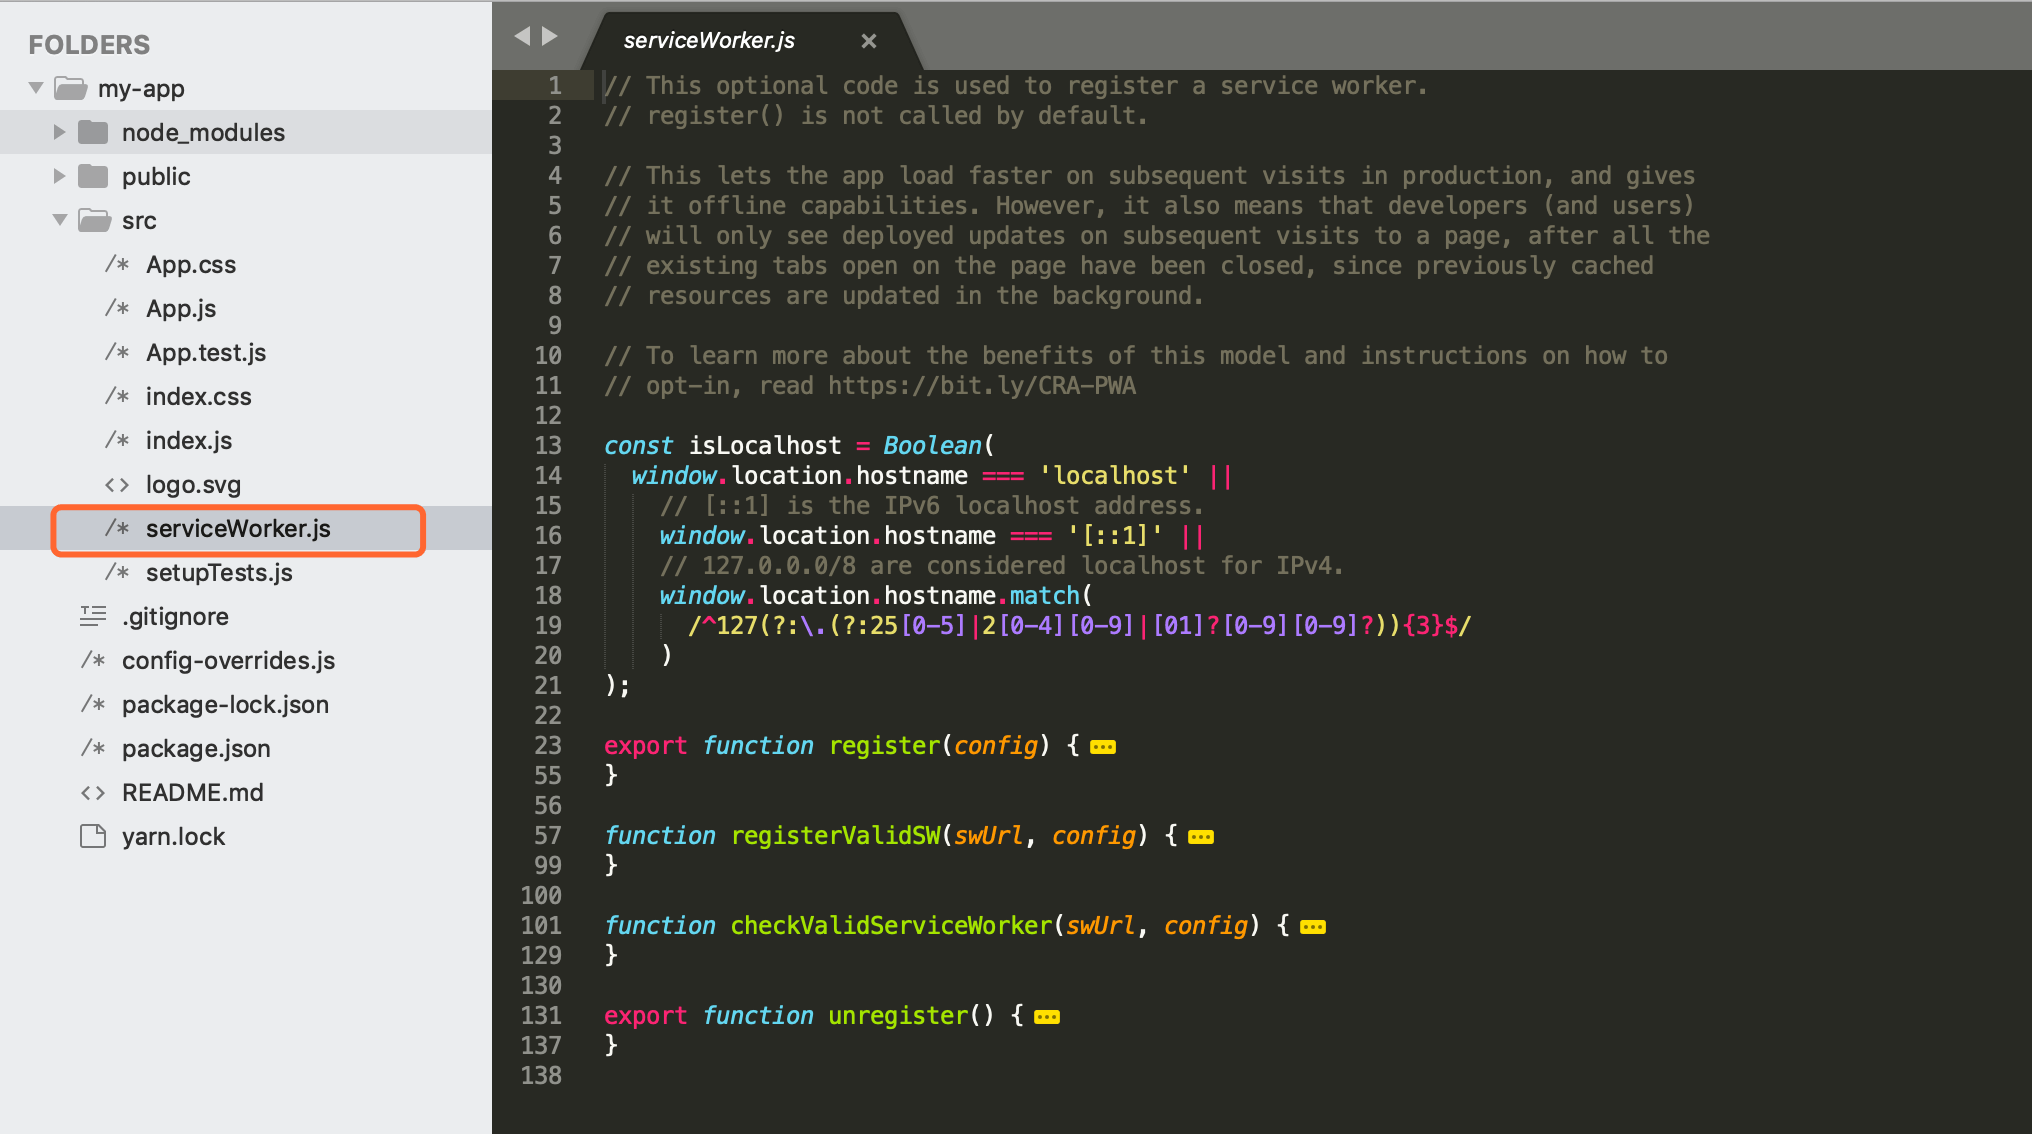 FOLDERS
my-app
node_modules
public
src
/* App.css
/* App.js
/* App.test.js
/* index.css
/* index.js
<> logo.svg
/* serviceWorker.js
/* setupTests.js
.gitignore
/* config-overrides.js
/* package-lock.json
/* package.json
<> README.md
yarn.lock
serviceWorker.js ×
1 // This optional code is used to register a service worker.
2 // register() is not called by default.
3
4 // This lets the app load faster on subsequent visits in production, and gives
5 // it offline capabilities. However, it also means that developers (and users)
6 // will only see deployed updates on subsequent visits to a page, after all the
7 // existing tabs open on the page have been closed, since previously cached
8 // resources are updated in the background.
9
10 // To learn more about the benefits of this model and instructions on how to
11 // opt-in, read https://bit.ly/CRA-PWA
12
13 const isLocalhost = Boolean(
14   window.location.hostname === 'localhost' ||
15     // [::1] is the IPv6 localhost address.
16     window.location.hostname === '[::1]' ||
17     // 127.0.0.0/8 are considered localhost for IPv4.
18     window.location.hostname.match(
19       /^127(?:\.(?:25[0-5]|2[0-4][0-9]|[01]?[0-9][0-9]?)){3}$/
20     )
21 );
22
23 export function register(config) { ...
55 }
56
57 function registerValidSW(swUrl, config) { ...
99 }
100
101 function checkValidServiceWorker(swUrl, config) { ...
129 }
130
131 export function unregister() { ...
137 }
138